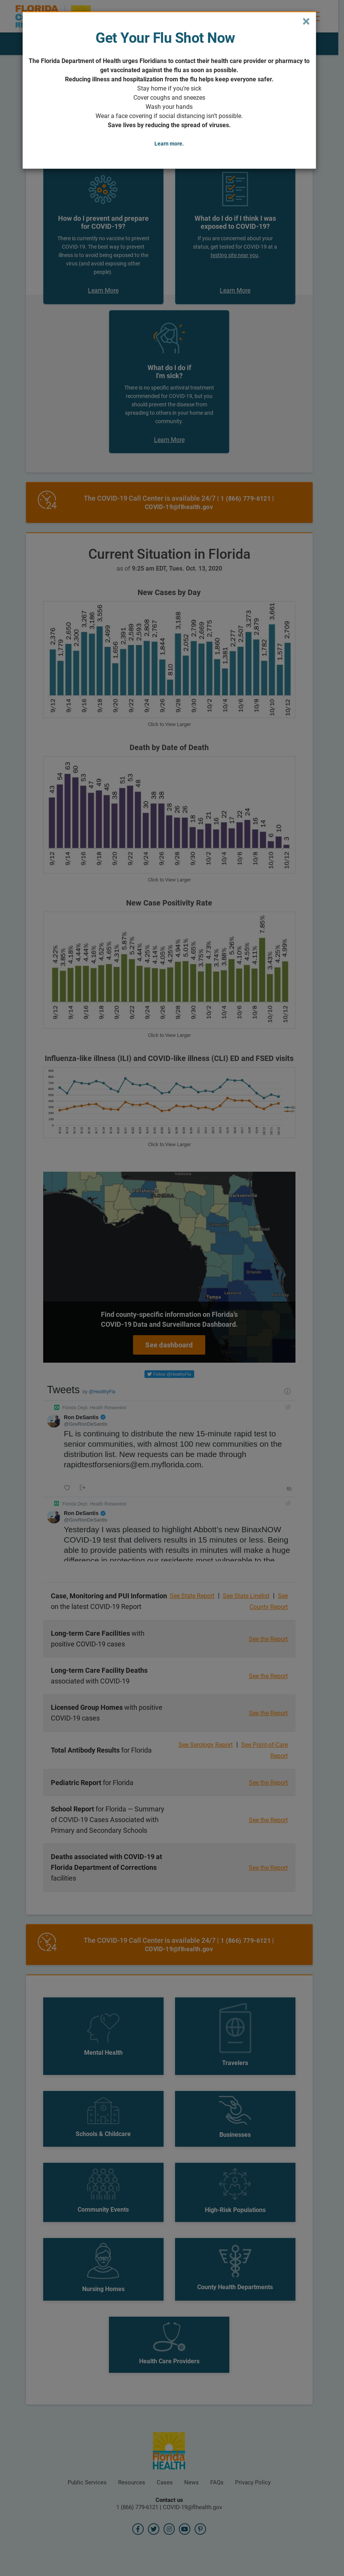 FLORIDA
×
Get Your Flu Shot Now
The Florida Department of Health urges Floridians to contact their health care provider or pharmacy to
get vaccinated against the flu as soon as possible.
Reducing illness and hospitalization from the flu helps keep everyone safer.
Stay home if you're sick
Cover coughs and sneezes
Wash your hands
Wear a face covering if social distancing isn't possible.
Save lives by reducing the spread of viruses.
Learn more.
How do I prevent and prepare
for COVID-19?
There is currently no vaccine to prevent
COVID-19. The best way to prevent
illness is to avoid being exposed to the
virus (and avoid exposing other
people).
Learn More
What do I do if I think I was
exposed to COVID-19?
If you are concerned about your
status, get tested for COVID-19 at a
testing site near you.
Learn More
What do I do if
I'm sick?
There is no specific antiviral treatment
recommended for COVID-19, but you
should prevent the disease from
spreading to others in your home and
community.
Learn More
24
The COVID-19 Call Center is available 24/7 | 1 (866) 779-6121 |
COVID-19@flhealth.gov
Current Situation in Florida
as of 9:25 am EDT, Tues. Oct. 13, 2020
New Cases by Day
2,376 1,779 2,650 2,300 3,267 3,186 3,556 2,499 1,656 2,391 2,589 2,593 2,808 2,767 1,844 810 3,188 2,052 2,799 2,669 2,775 1,860 1,381 2,277 2,507 3,273 2,879 1,782 3,661 1,577 2,709
9/12 9/14 9/16 9/18 9/20 9/22 9/24 9/26 9/28 9/30 10/2 10/4 10/6 10/8 10/10 10/12
Click to View Larger
Death by Date of Death
43 54 63 60 53 47 49 45 38 51 53 48 30 38 38 28 26 26 18 16 21 16 22 17 22 24 16 14 6 10 3
9/12 9/14 9/16 9/18 9/20 9/22 9/24 9/26 9/28 9/30 10/2 10/4 10/6 10/8 10/10 10/12
Click to View Larger
New Case Positivity Rate
4.22% 3.85% 4.18% 4.44% 4.44% 4.16% 4.52% 4.65% 4.31% 5.87% 5.27% 4.44% 4.25% 4.14% 4.05% 4.25% 4.94% 5.01% 4.65% 3.75% 4.73% 3.74% 3.88% 5.26% 4.10% 4.55% 4.11% 7.85% 3.43% 4.25% 4.99%
9/12 9/14 9/16 9/18 9/20 9/22 9/24 9/26 9/28 9/30 10/2 10/4 10/6 10/8 10/10 10/12
Click to View Larger
Influenza-like illness (ILI) and COVID-like illness (CLI) ED and FSED visits
Click to View Larger
Find county-specific information on Florida's
COVID-19 Data and Surveillance Dashboard.
See dashboard
Follow @HealthyFla
Tweets by @HealthyFla
Florida Dept. Health Retweeted
Ron DeSantis
@GovRonDeSantis
FL is continuing to distribute the new 15-minute rapid test to
senior communities, with almost 100 new communities on the
distribution list. New requests can be made through
rapidtestforseniors@em.myflorida.com.
Florida Dept. Health Retweeted
Ron DeSantis
@GovRonDeSantis
Yesterday I was pleased to highlight Abbott's new BinaxNOW
COVID-19 test that delivers results in 15 minutes or less. Being
able to provide patients with results in minutes will make a huge
difference in protecting our residents most vulnerable to the
Case, Monitoring and PUI Information
on the latest COVID-19 Report
See State Report | See State Linelist | See
County Report
Long-term Care Facilities with
positive COVID-19 cases
See the Report
Long-term Care Facility Deaths
associated with COVID-19
See the Report
Licensed Group Homes with positive
COVID-19 cases
See the Report
Total Antibody Results for Florida
See Serology Report | See Point-of-Care
Report
Pediatric Report for Florida
See the Report
School Report for Florida — Summary
of COVID-19 Cases Associated with
Primary and Secondary Schools
See the Report
Deaths associated with COVID-19 at
Florida Department of Corrections
facilities
See the Report
24
The COVID-19 Call Center is available 24/7 | 1 (866) 779-6121 |
COVID-19@flhealth.gov
Mental Health
Travelers
Schools & Childcare
Businesses
Community Events
High-Risk Populations
Nursing Homes
County Health Departments
Health Care Providers
Florida
HEALTH
Public Services Resources Cases News FAQs Privacy Policy
Contact us
1 (866) 779-6121 | COVID-19@flhealth.gov